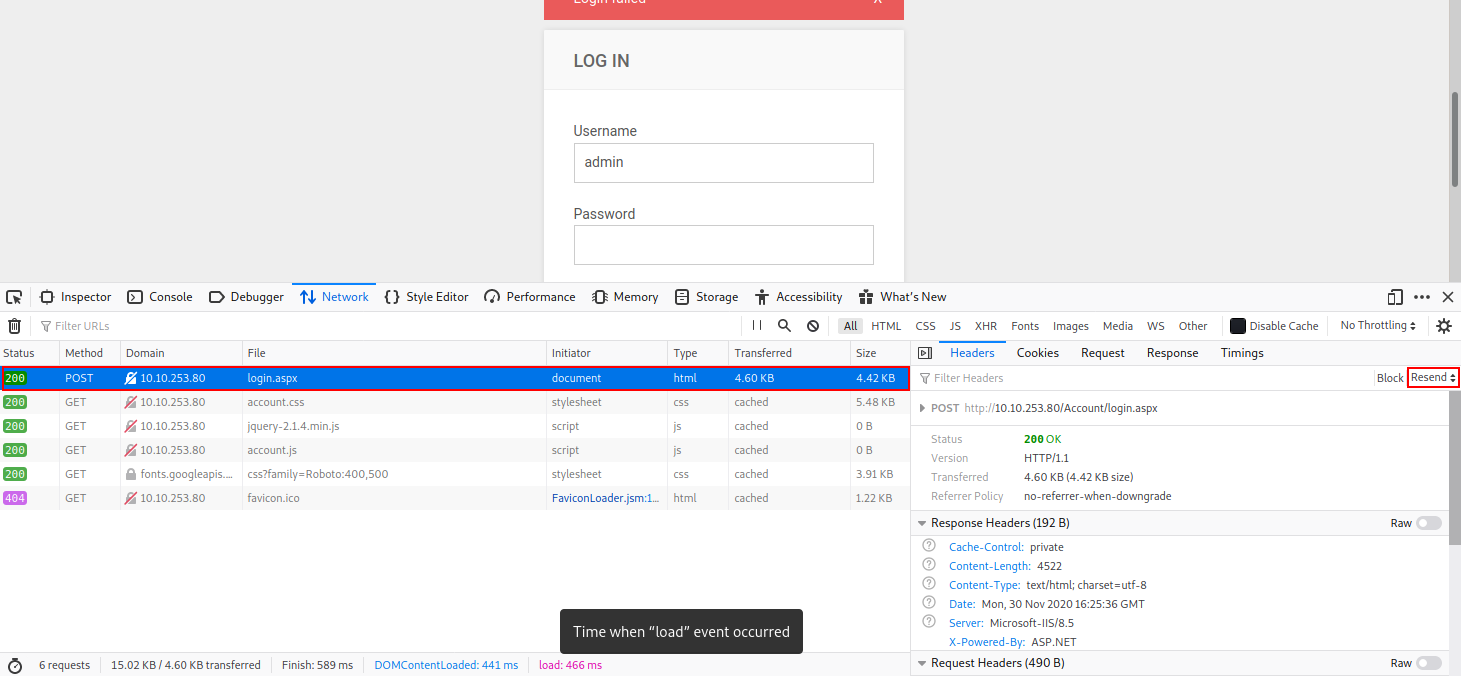 Login failed X
LOG IN
Username
admin
Password
Inspector Console Debugger Network Style Editor Performance Memory Storage Accessibility What's New
Filter URLs All HTML CSS JS XHR Fonts Images Media WS Other Disable Cache No Throttling
Status Method Domain File Initiator Type Transferred Size
200 POST 10.10.253.80 login.aspx document html 4.60 KB 4.42 KB
200 GET 10.10.253.80 account.css stylesheet css cached 5.48 KB
200 GET 10.10.253.80 jquery-2.1.4.min.js script js cached 0 B
200 GET 10.10.253.80 account.js script js cached 0 B
200 GET fonts.googleapis.... css?family=Roboto:400,500 stylesheet css cached 3.91 KB
404 GET 10.10.253.80 favicon.ico FaviconLoader.jsm:1... html cached 1.22 KB
Headers Cookies Request Response Timings
Filter Headers Block Resend
POST http://10.10.253.80/Account/login.aspx
Status 200 OK
Version HTTP/1.1
Transferred 4.60 KB (4.42 KB size)
Referrer Policy no-referrer-when-downgrade
Response Headers (192 B) Raw
Cache-Control: private
Content-Length: 4522
Content-Type: text/html; charset=utf-8
Date: Mon, 30 Nov 2020 16:25:36 GMT
Server: Microsoft-IIS/8.5
X-Powered-By: ASP.NET
Request Headers (490 B) Raw
Time when “load” event occurred
6 requests 15.02 KB / 4.60 KB transferred Finish: 589 ms DOMContentLoaded: 441 ms load: 466 ms